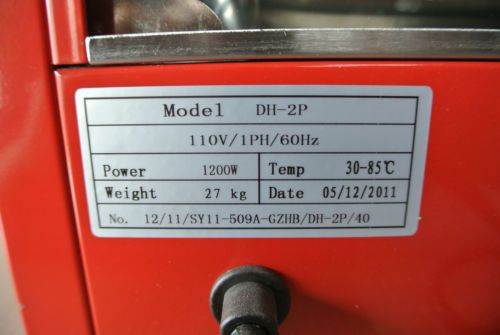 Model DH-2P
110V/1PH/60Hz
Power 1200W Temp 30-85℃
Weight 27 kg Date 05/12/2011
No. 12/11/SY11-509A-GZHB/DH-2P/40